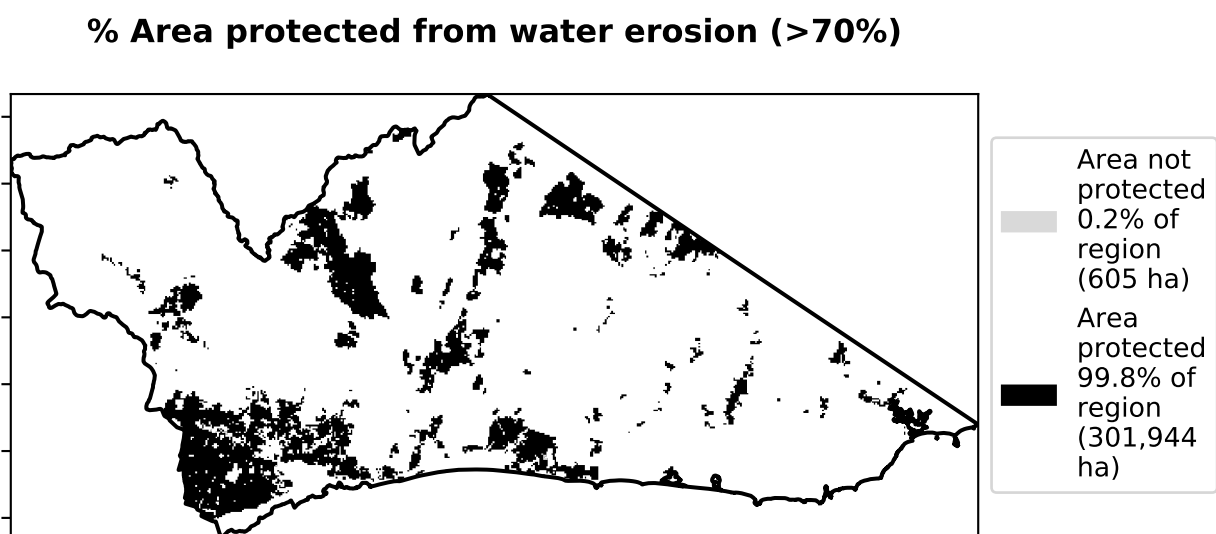 % Area protected from water erosion (>70%)
Area not
protected
0.2% of
region
(605 ha)
Area
protected
99.8% of
region
(301,944
ha)